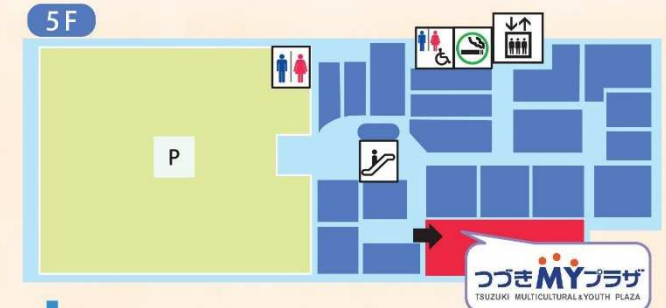 5F
P
つづきMYプラザ
TSUZUKI MULTICULTURAL & YOUTH PLAZA